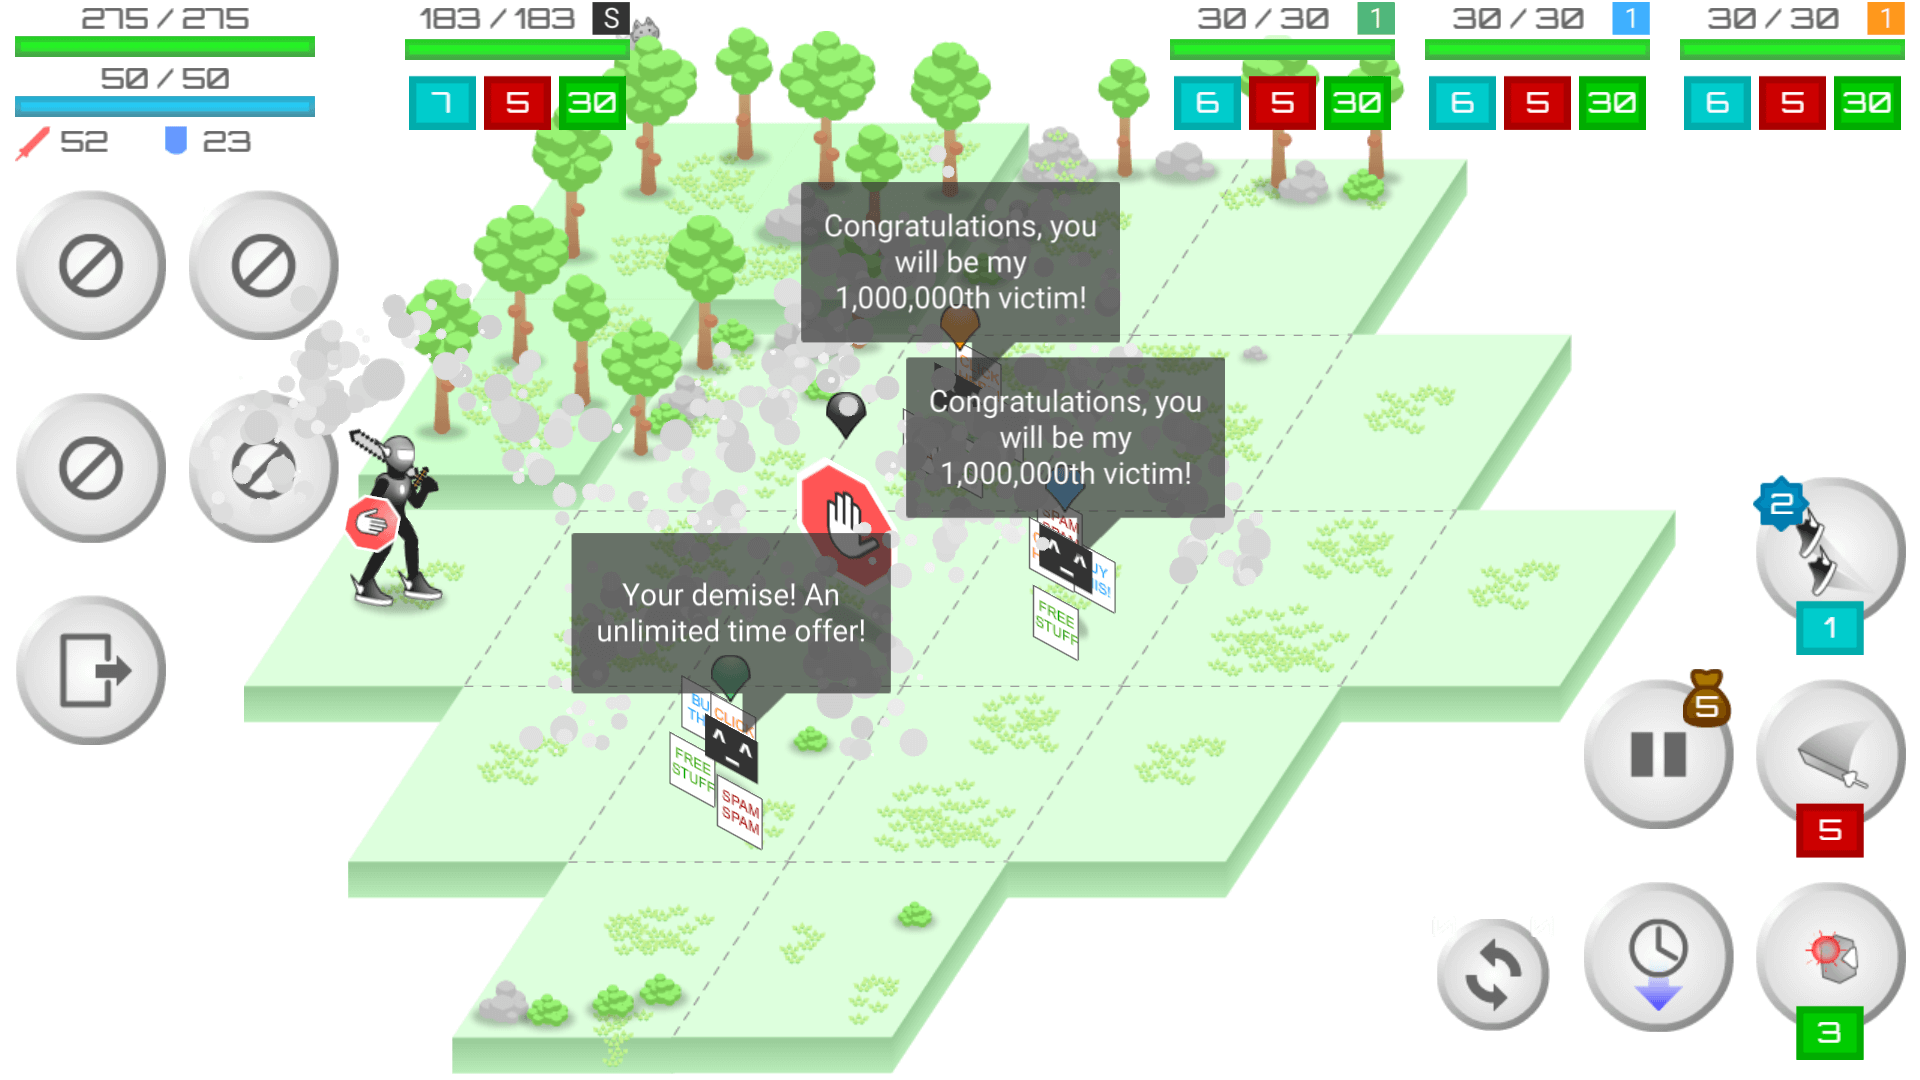 275/275
183/183 S
30/30 1
30/30 1
30/30 1
50/50
7 5 30
6 5 30
6 5 30
6 5 30
52 23
Congratulations, you
will be my
1,000,000th victim!
Congratulations, you
will be my
1,000,000th victim!
SPAM
FREE
STUFF
Your demise! An
unlimited time offer!
CLICK
FREE
STUFF
SPAM
SPAM
2
1
5
5
3